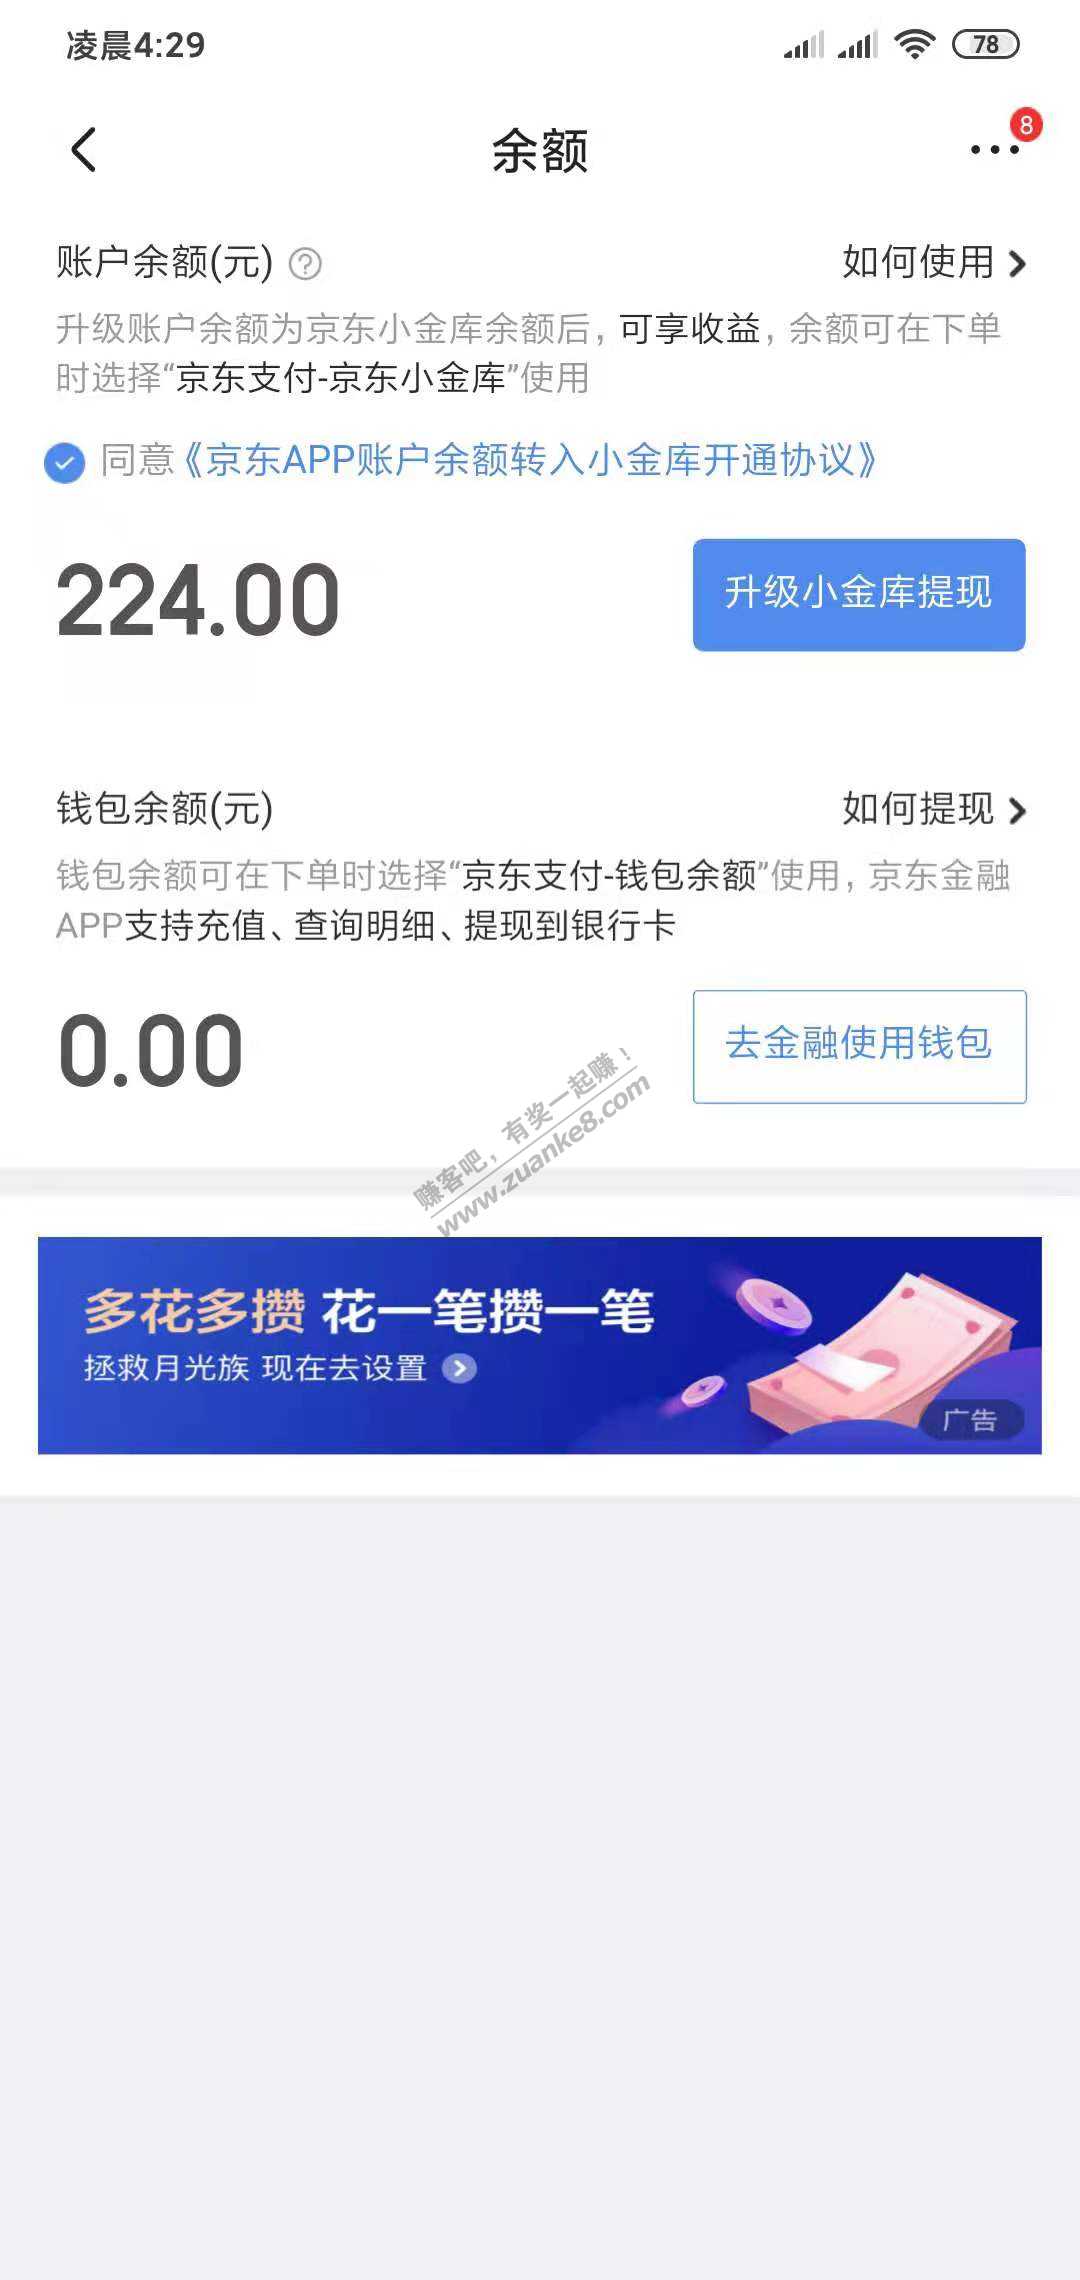 凌晨4:29
78
余额
8
账户余额(元) ?
如何使用
升级账户余额为京东小金库余额后，可享收益，余额可在下单
时选择“京东支付-京东小金库”使用
同意《京东APP账户余额转入小金库开通协议》
224.00
升级小金库提现
钱包余额(元)
如何提现
钱包余额可在下单时选择“京东支付-钱包余额”使用，京东金融
APP支持充值、查询明细、提现到银行卡
0.00
去金融使用钱包
赚客吧，有奖一起赚！
www.zuanke8.com
多花多攒 花一笔攒一笔
拯救月光族 现在去设置
广告